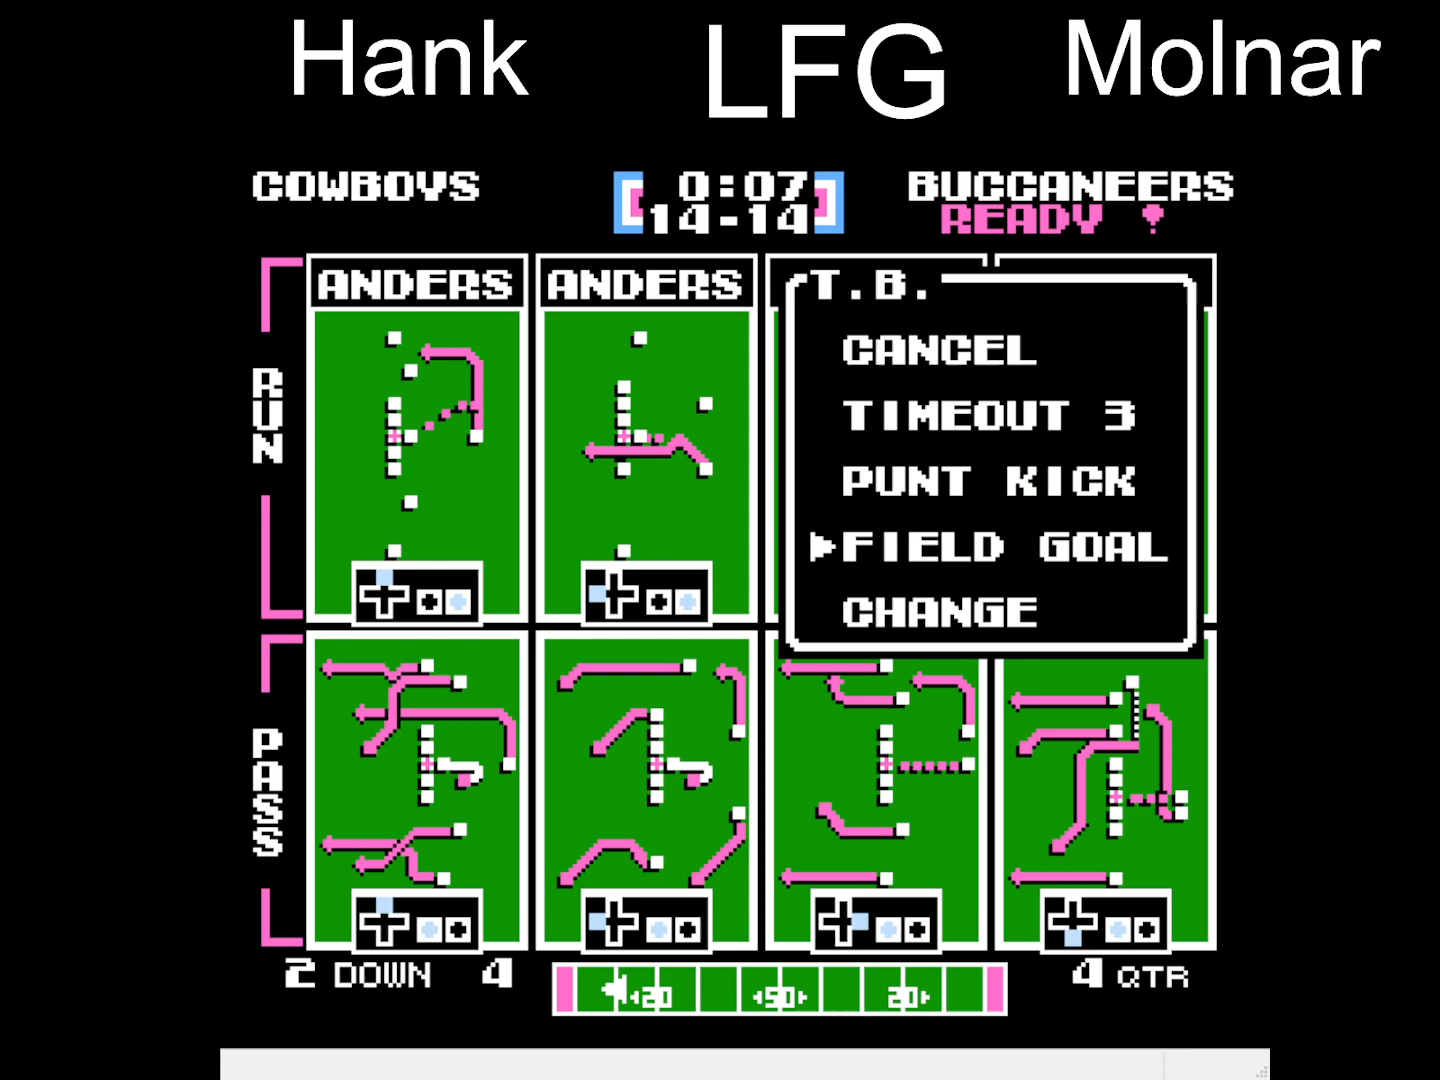 Hank LFG Molnar
COWBOYS 0:07 BUCCANEERS
14-14 READY !
ANDERS ANDERS T.B.
CANCEL
TIMEOUT 3
PUNT KICK
FIELD GOAL
CHANGE
RUN
PASS
2 DOWN 4 20 50 20 4 QTR